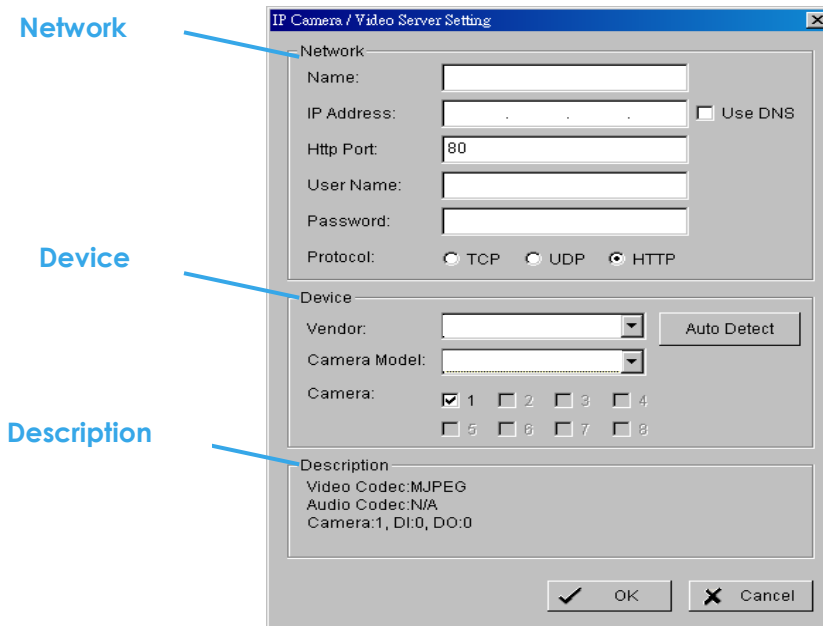 Network
Device
Description
IP Camera / Video Server Setting
Network
Name:
IP Address: . . . Use DNS
Http Port: 80
User Name:
Password:
Protocol: TCP UDP HTTP
Device
Vendor: Auto Detect
Camera Model:
Camera: 1 2 3 4
5 6 7 8
Description
Video Codec:MJPEG
Audio Codec:N/A
Camera:1, DI:0, DO:0
OK Cancel